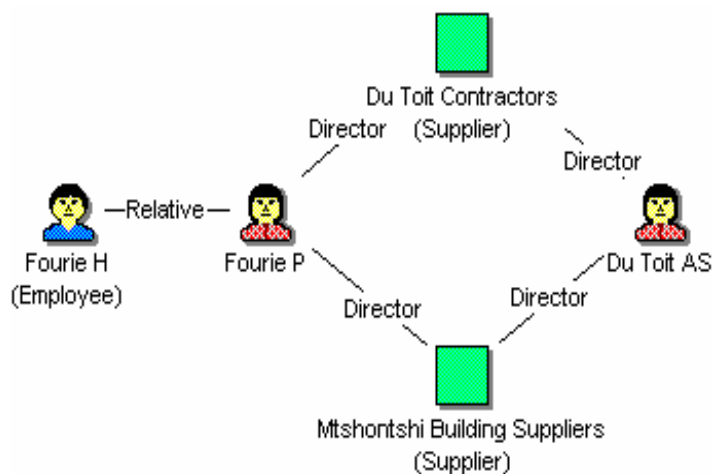 Du Toit Contractors
(Supplier)
Director
Director
Relative
Fourie H
(Employee)
Fourie P
Du Toit AS
Director
Director
Mtshontshi Building Suppliers
(Supplier)